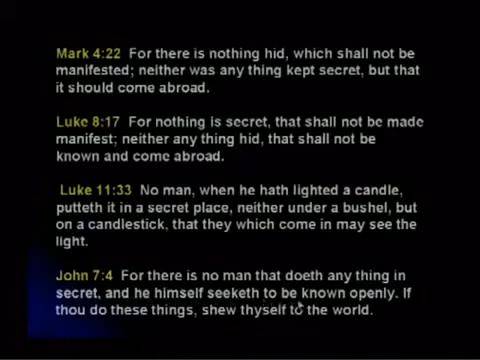 Mark 4:22 For there is nothing hid, which shall not be
manifested; neither was any thing kept secret, but that
it should come abroad.
Luke 8:17 For nothing is secret, that shall not be made
manifest; neither any thing hid, that shall not be
known and come abroad.
Luke 11:33 No man, when he hath lighted a candle,
putteth it in a secret place, neither under a bushel, but
on a candlestick, that they which come in may see the
light.
John 7:4 For there is no man that doeth any thing in
secret, and he himself seeketh to be known openly. If
thou do these things, shew thyself to the world.